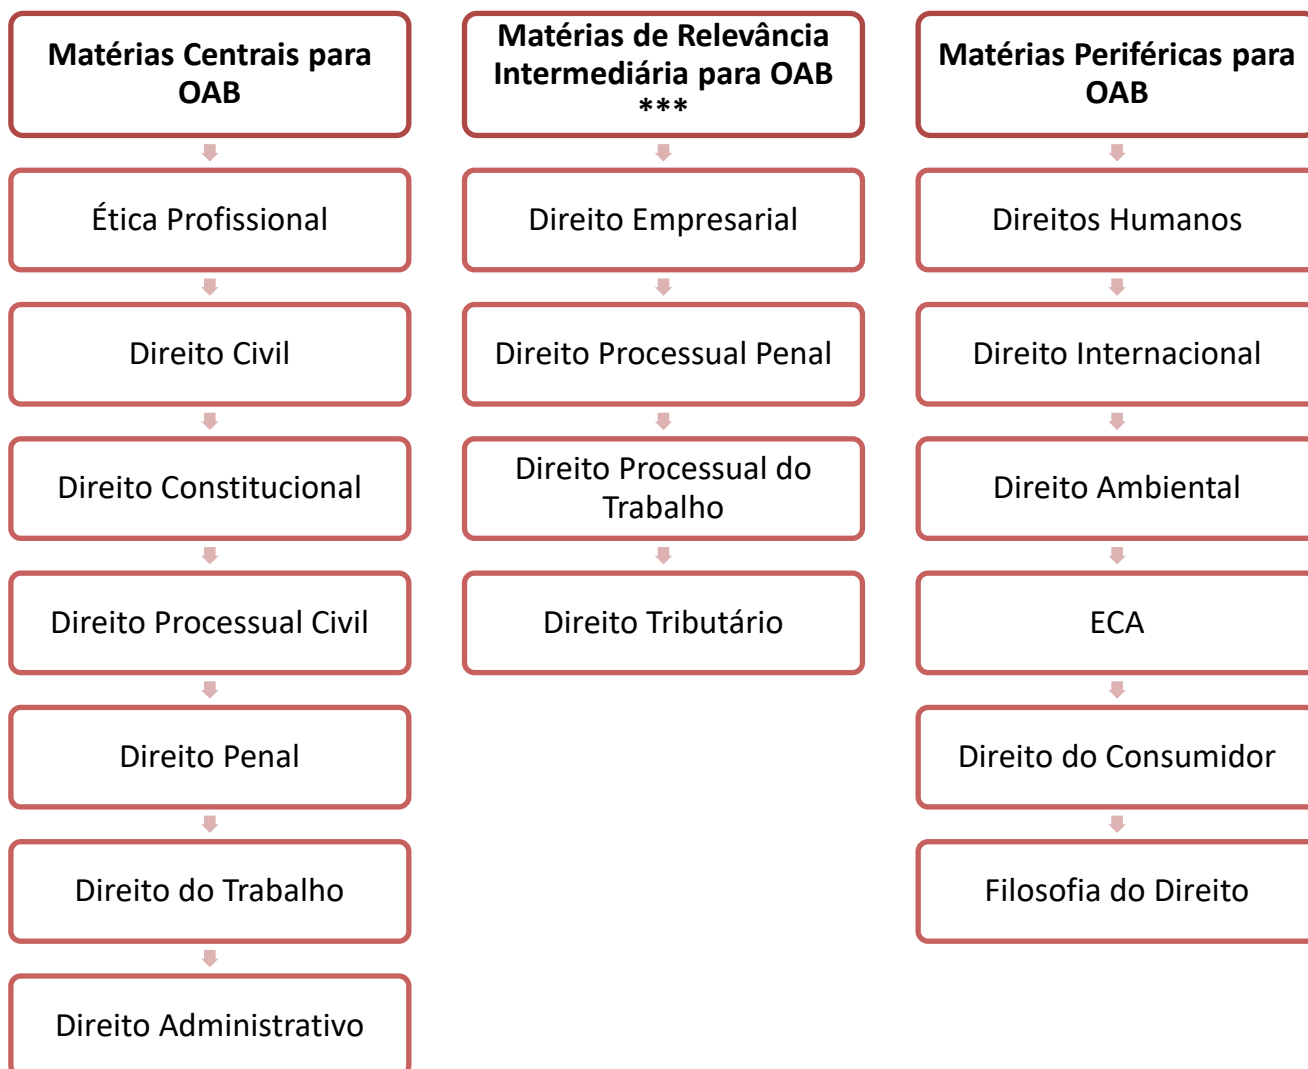 Matérias Centrais para
OAB
Ética Profissional
Direito Civil
Direito Constitucional
Direito Processual Civil
Direito Penal
Direito do Trabalho
Direito Administrativo
Matérias de Relevância
Intermediária para OAB
***
Direito Empresarial
Direito Processual Penal
Direito Processual do
Trabalho
Direito Tributário
Matérias Periféricas para
OAB
Direitos Humanos
Direito Internacional
Direito Ambiental
ECA
Direito do Consumidor
Filosofia do Direito